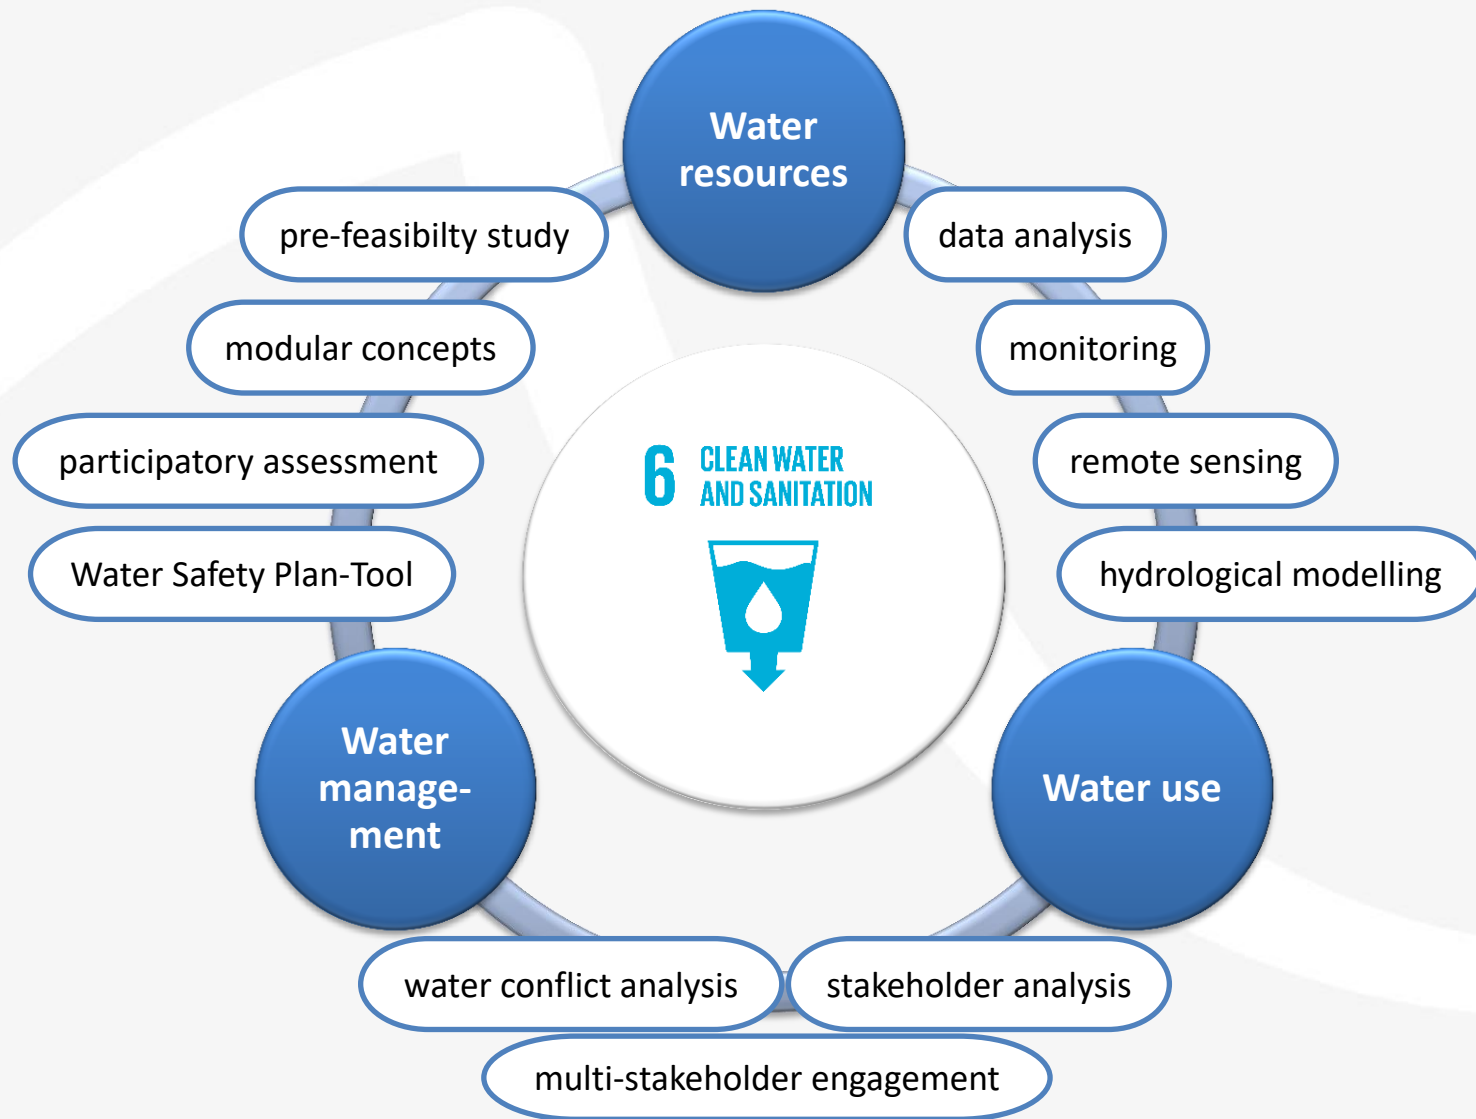 Water
resources
pre-feasibilty study
data analysis
modular concepts
monitoring
participatory assessment
remote sensing
Water Safety Plan-Tool
hydrological modelling
6 CLEAN WATER
AND SANITATION
Water
manage-
ment
Water use
water conflict analysis
stakeholder analysis
multi-stakeholder engagement